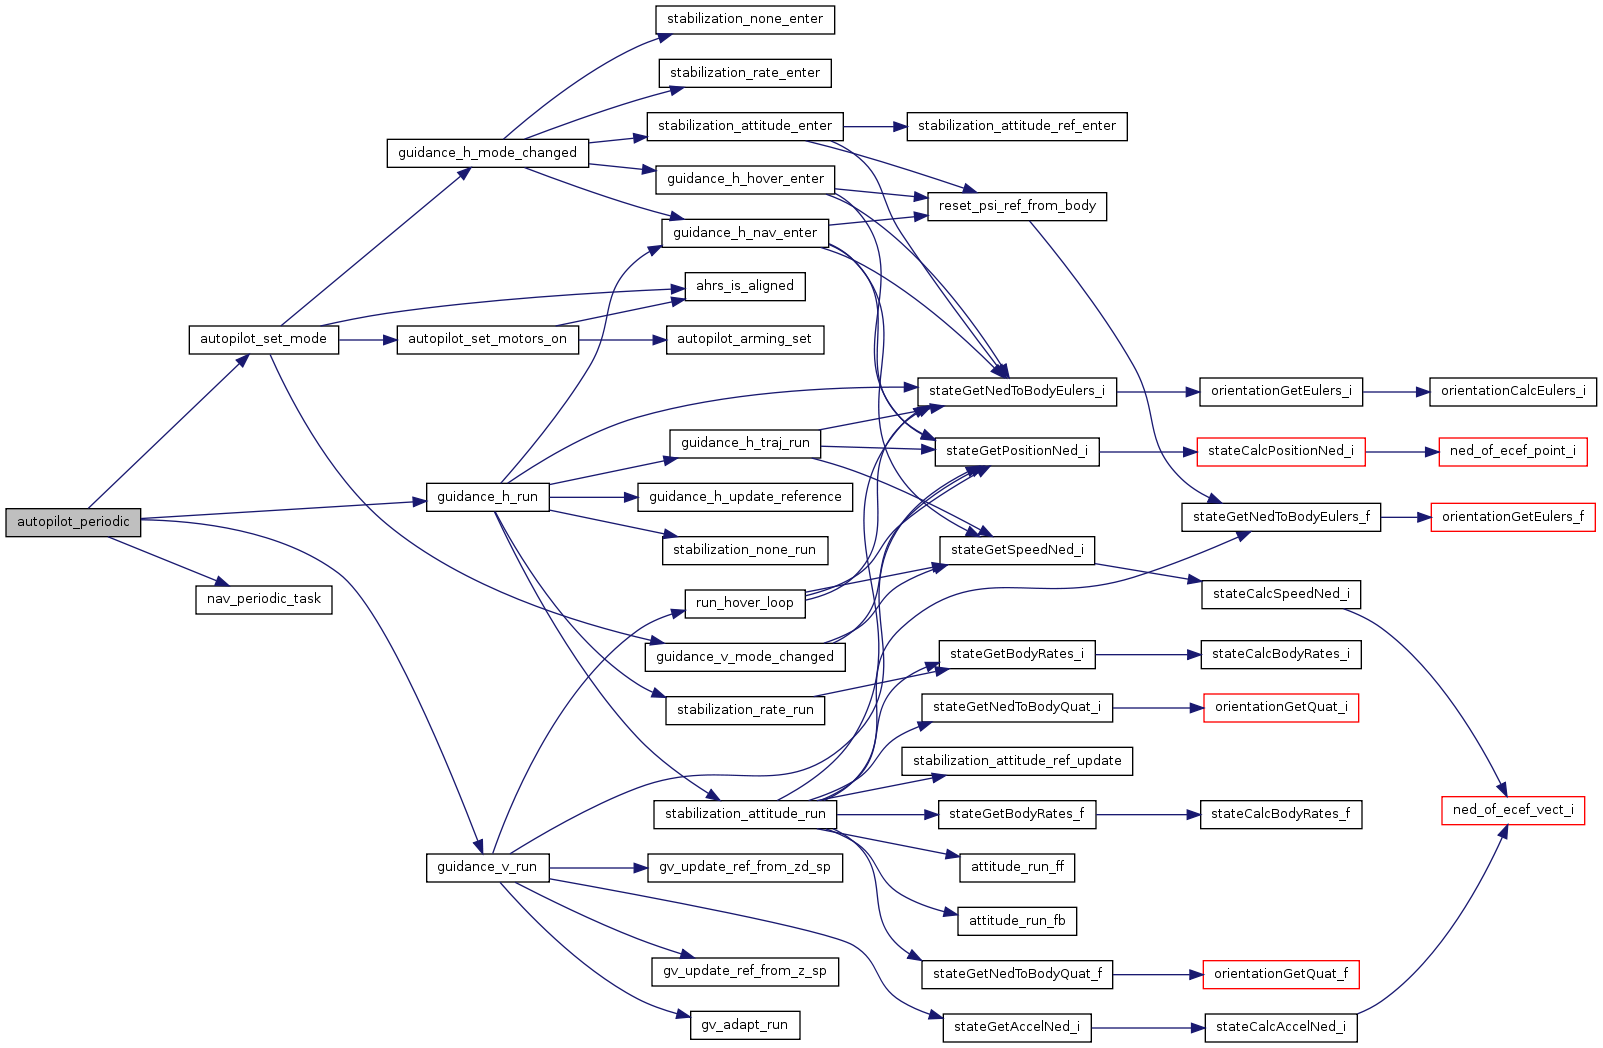 stabilization_none_enter
stabilization_rate_enter
stabilization_attitude_enter
stabilization_attitude_ref_enter
guidance_h_mode_changed
guidance_h_hover_enter
reset_psi_ref_from_body
guidance_h_nav_enter
ahrs_is_aligned
autopilot_set_mode
autopilot_set_motors_on
autopilot_arming_set
stateGetNedToBodyEulers_i
orientationGetEulers_i
orientationCalcEulers_i
guidance_h_traj_run
stateGetPositionNed_i
stateCalcPositionNed_i
ned_of_ecef_point_i
guidance_h_run
guidance_h_update_reference
autopilot_periodic
stateGetNedToBodyEulers_f
orientationGetEulers_f
stabilization_none_run
stateGetSpeedNed_i
nav_periodic_task
run_hover_loop
stateCalcSpeedNed_i
guidance_v_mode_changed
stateGetBodyRates_i
stateCalcBodyRates_i
stabilization_rate_run
stateGetNedToBodyQuat_i
orientationGetQuat_i
stabilization_attitude_ref_update
stabilization_attitude_run
stateGetBodyRates_f
stateCalcBodyRates_f
ned_of_ecef_vect_i
guidance_v_run
gv_update_ref_from_zd_sp
attitude_run_ff
attitude_run_fb
gv_update_ref_from_z_sp
stateGetNedToBodyQuat_f
orientationGetQuat_f
gv_adapt_run
stateGetAccelNed_i
stateCalcAccelNed_i